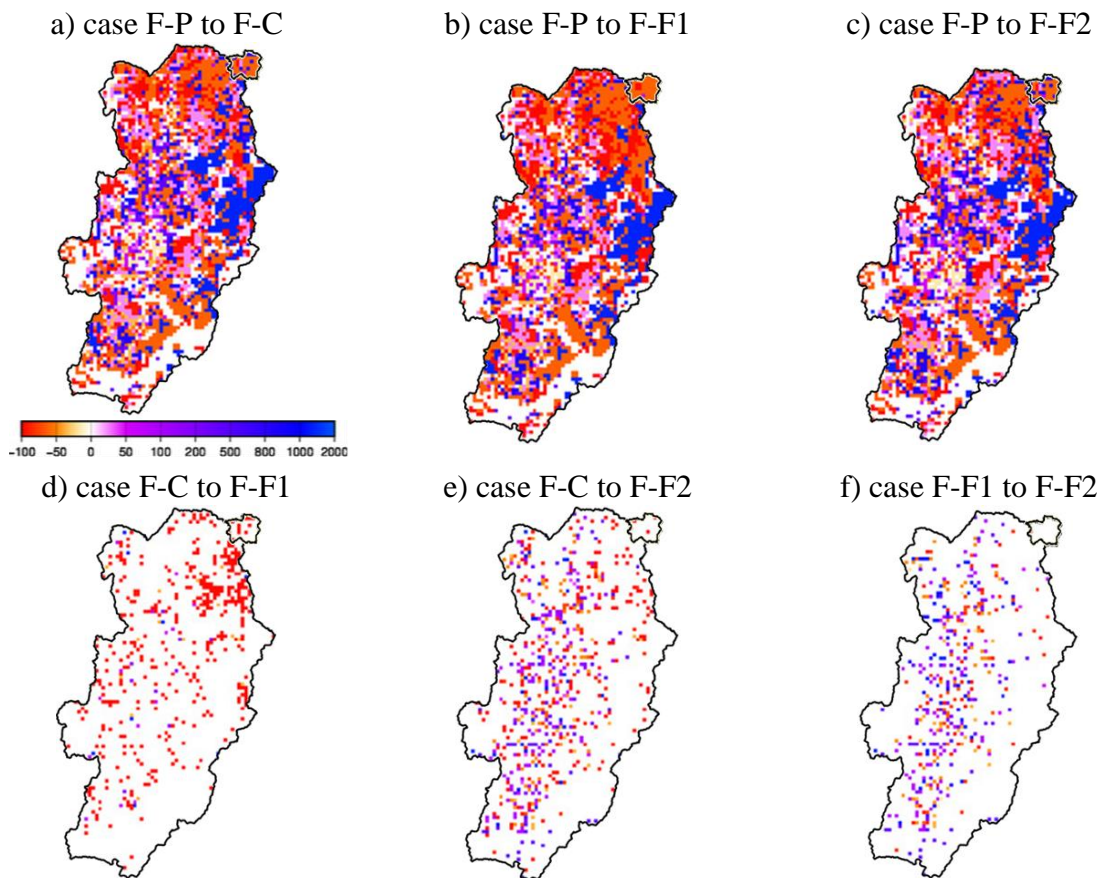 a) case F-P to F-C
b) case F-P to F-F1
c) case F-P to F-F2
-100 -50 0 50 100 200 500 800 1000 2000
d) case F-C to F-F1
e) case F-C to F-F2
f) case F-F1 to F-F2